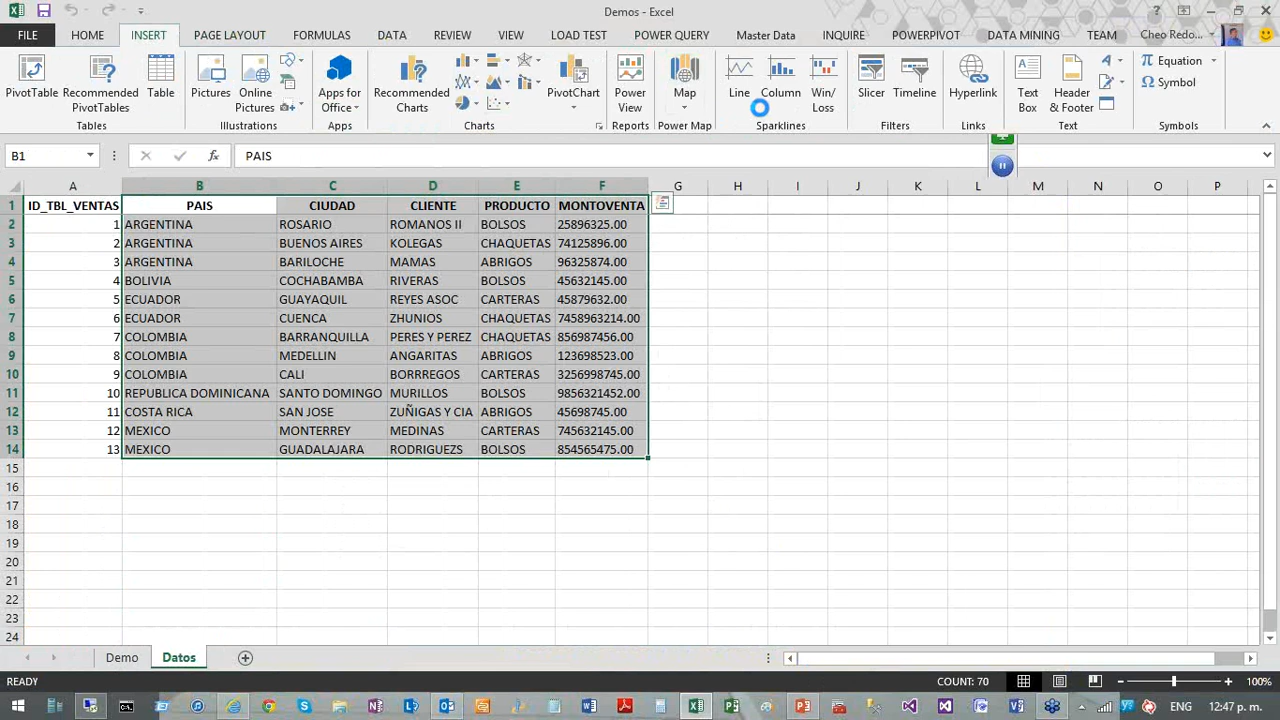 Demos - Excel
?
FILE HOME INSERT PAGE LAYOUT FORMULAS DATA REVIEW VIEW LOAD TEST POWER QUERY Master Data INQUIRE POWERPIVOT DATA MINING TEAM Cheo Redo...
PivotTable Recommended PivotTables Table Pictures Online Pictures Apps for Office Recommended Charts PivotChart Power View Map Line Column Win/Loss Slicer Timeline Hyperlink Text Box Header & Footer Equation Symbol
Tables Illustrations Apps Charts Reports Power Map Sparklines Filters Links Text Symbols
B1 fx PAIS
A B C D E F G H I J K L M N O P
1 ID_TBL_VENTAS PAIS CIUDAD CLIENTE PRODUCTO MONTOVENTA
2 1 ARGENTINA ROSARIO ROMANOS II BOLSOS 25896325.00
3 2 ARGENTINA BUENOS AIRES KOLEGAS CHAQUETAS 74125896.00
4 3 ARGENTINA BARILOCHE MAMAS ABRIGOS 96325874.00
5 4 BOLIVIA COCHABAMBA RIVERAS BOLSOS 45632145.00
6 5 ECUADOR GUAYAQUIL REYES ASOC CARTERAS 45879632.00
7 6 ECUADOR CUENCA ZHUNIOS CHAQUETAS 7458963214.00
8 7 COLOMBIA BARRANQUILLA PERES Y PEREZ CHAQUETAS 856987456.00
9 8 COLOMBIA MEDELLIN ANGARITAS ABRIGOS 123698523.00
10 9 COLOMBIA CALI BORRREGOS CARTERAS 3256998745.00
11 10 REPUBLICA DOMINICANA SANTO DOMINGO MURILLOS BOLSOS 9856321452.00
12 11 COSTA RICA SAN JOSE ZUÑIGAS Y CIA ABRIGOS 45698745.00
13 12 MEXICO MONTERREY MEDINAS CARTERAS 745632145.00
14 13 MEXICO GUADALAJARA RODRIGUEZS BOLSOS 854565475.00
15
16
17
18
19
20
21
22
23
24
Demo Datos
READY COUNT: 70 100%
ENG 12:47 p. m.